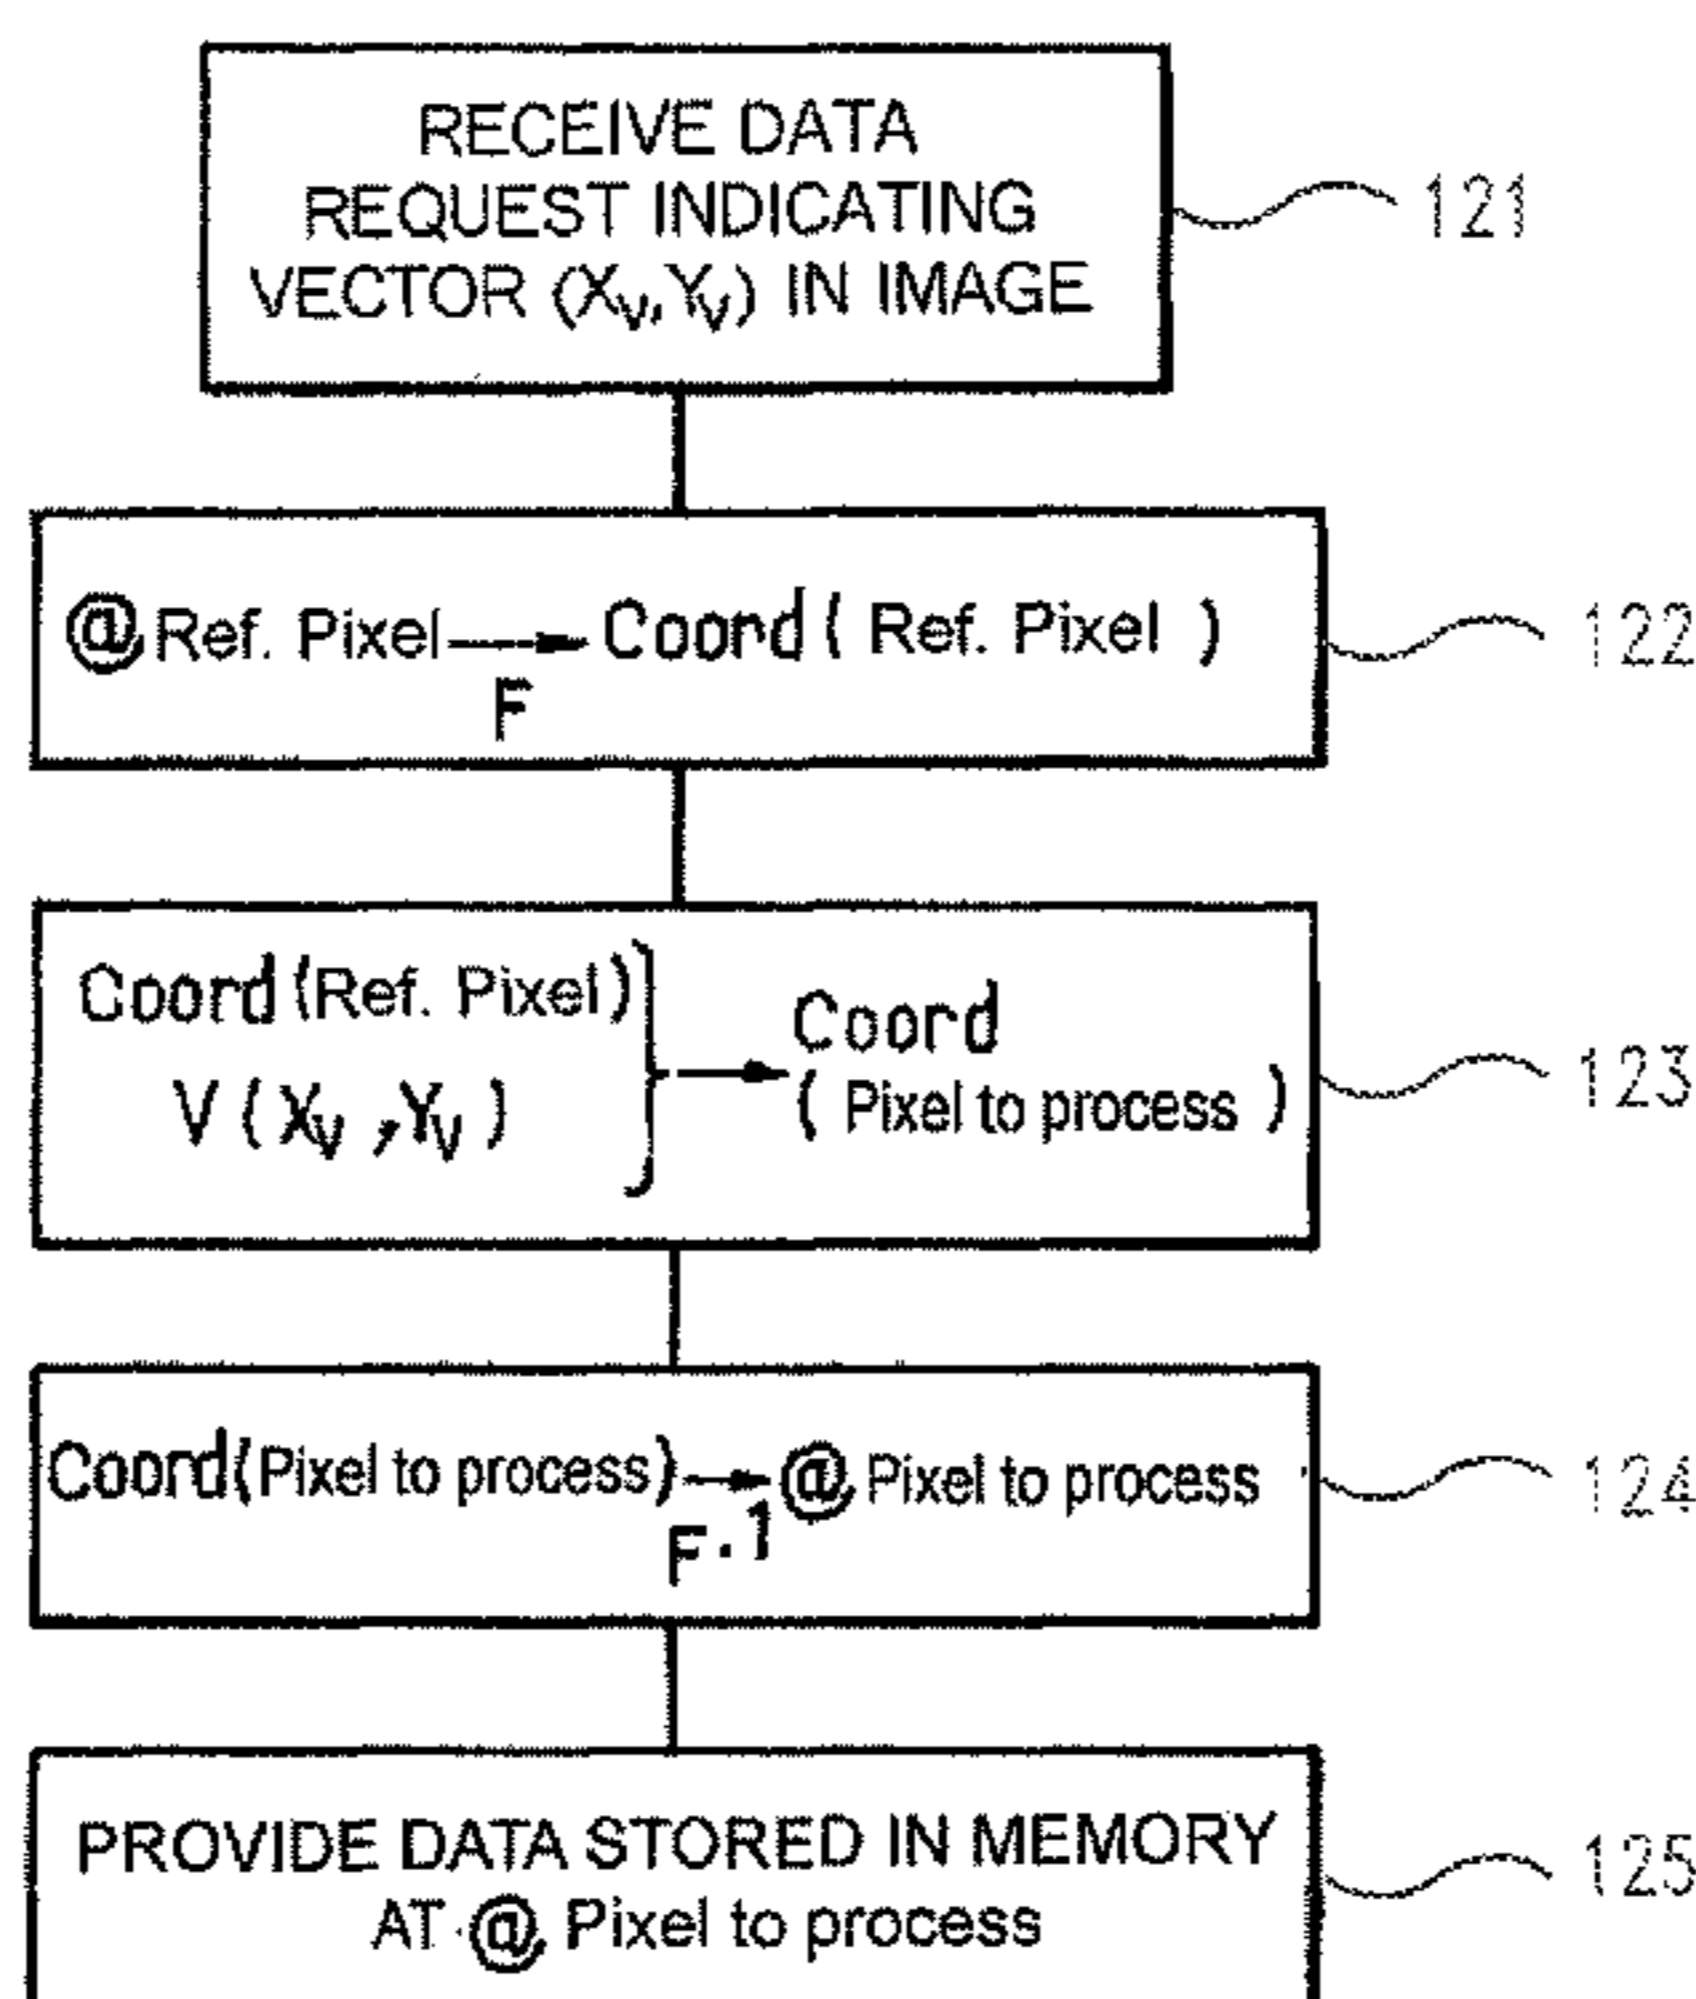 RECEIVE DATA
REQUEST INDICATING
VECTOR (Xv,Yv) IN IMAGE
121
@ Ref. Pixel → Coord ( Ref. Pixel )
F
122
Coord (Ref. Pixel)
V ( Xv ,Yv )
} → Coord
( Pixel to process )
123
Coord(Pixel to process) → @ Pixel to process
F-1
124
PROVIDE DATA STORED IN MEMORY
AT @ Pixel to process
125